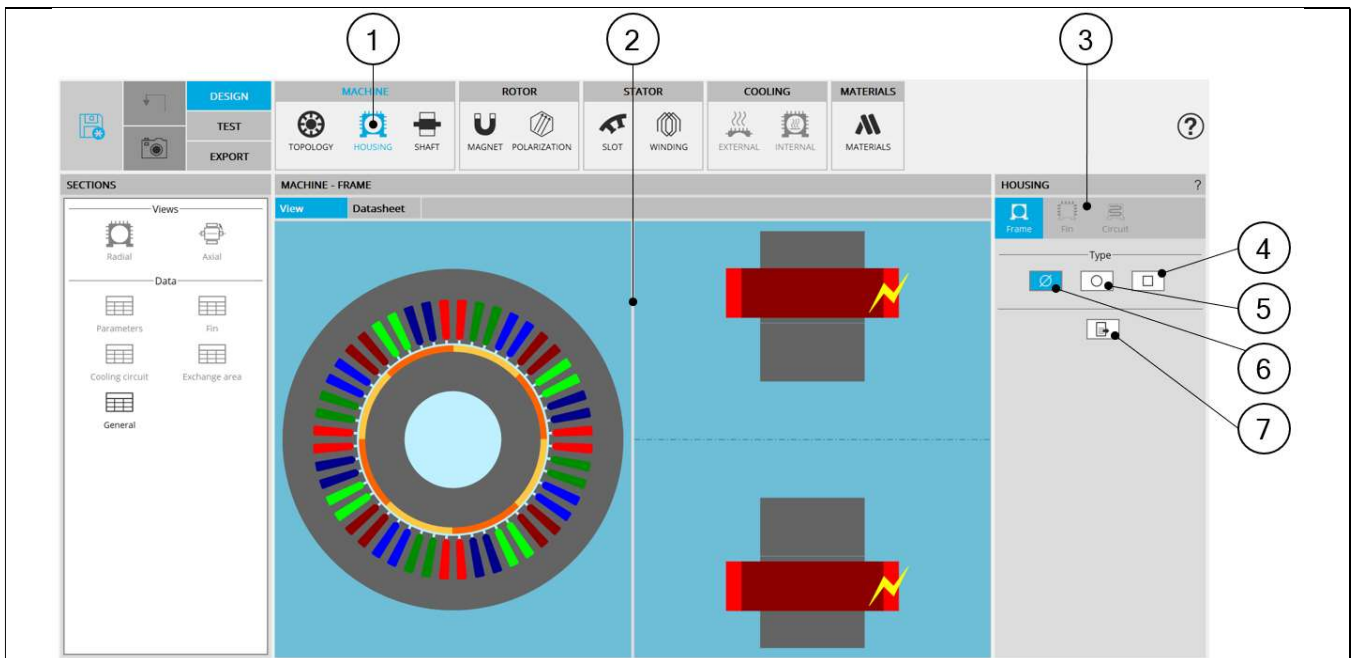 1 2 3
DESIGN MACHINE ROTOR STATOR COOLING MATERIALS
TEST
EXPORT
TOPOLOGY HOUSING SHAFT MAGNET POLARIZATION SLOT WINDING EXTERNAL INTERNAL MATERIALS
?
SECTIONS MACHINE - FRAME HOUSING ?
View Datasheet
Views
Radial Axial
Data
Parameters Fin
Cooling circuit Exchange area
General
Frame Fin Circuit
Type
4
5
6
7